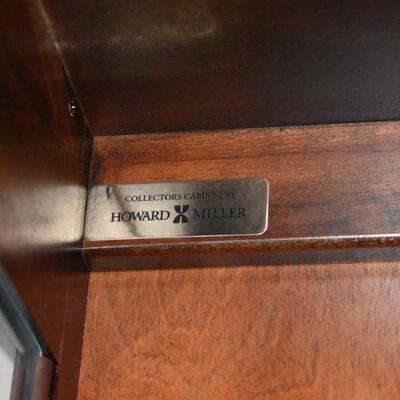 COLLECTORS CABINET BY
HOWARD MILLER